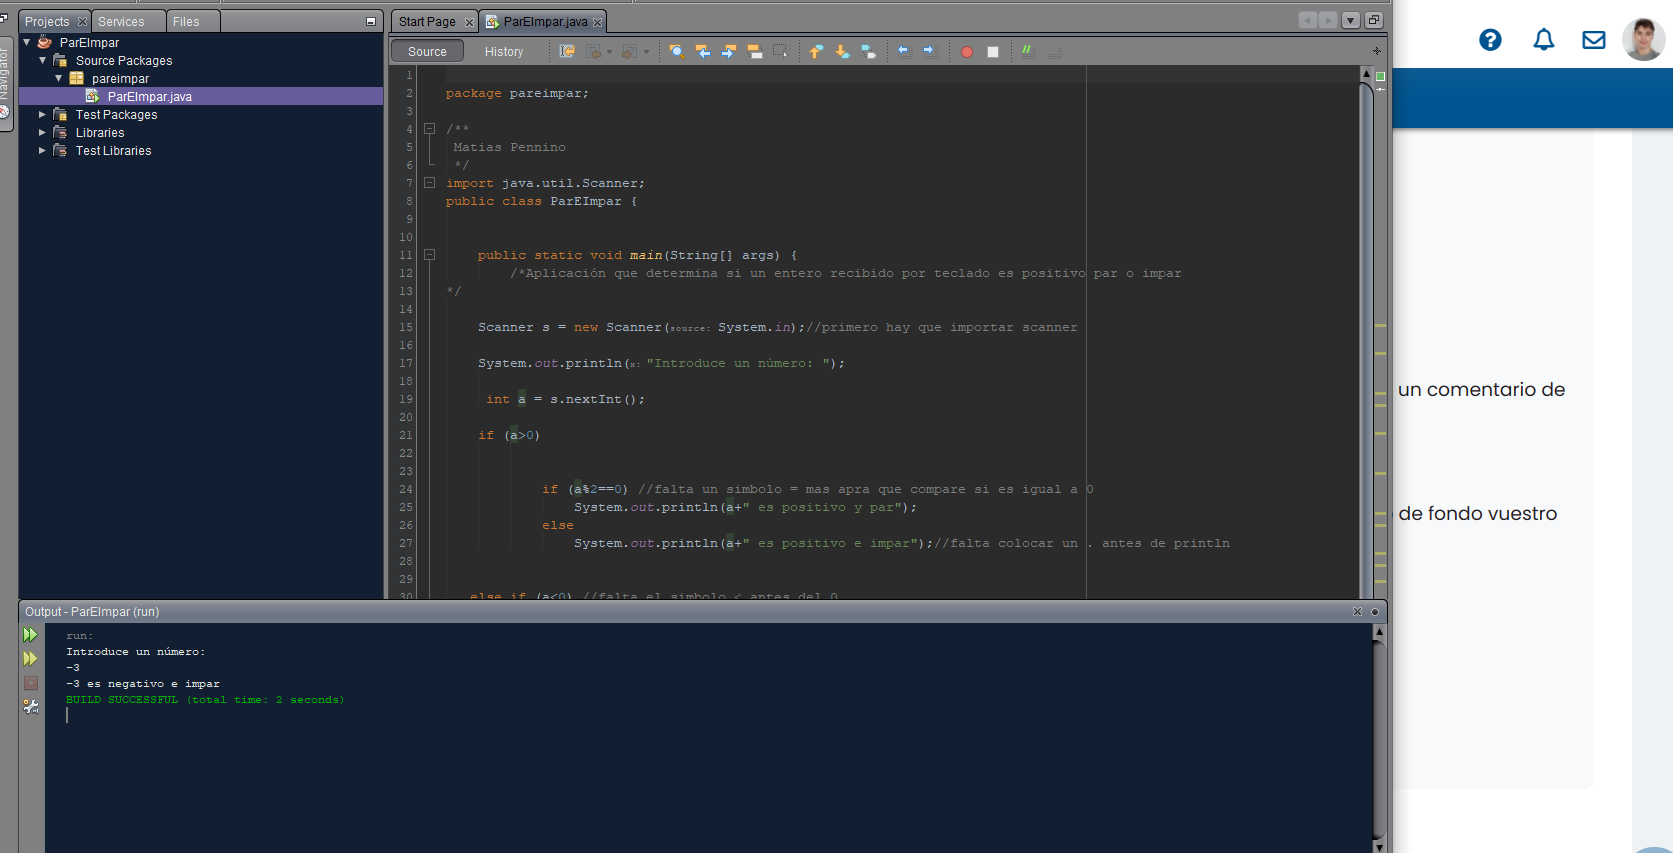 Projects
Services
Files
Navigator
ParEImpar
Source Packages
pareimpar
ParEImpar.java
Test Packages
Libraries
Test Libraries
Start Page
ParEImpar.java
Source
History
1
2 package pareimpar;
3
4 /**
5 Matias Pennino
6 */
7 import java.util.Scanner;
8 public class ParEImpar {
9
10
11 public static void main(String[] args) {
12 /*Aplicación que determina si un entero recibido por teclado es positivo par o impar
13 */
14
15 Scanner s = new Scanner(source: System.in);//primero hay que importar scanner
16
17 System.out.println(x: "Introduce un número: ");
18
19 int a = s.nextInt();
20
21 if (a>0)
22
23
24 if (a%2==0) //falta un simbolo = mas apra que compare si es igual a 0
25 System.out.println(a+" es positivo y par");
26 else
27 System.out.println(a+" es positivo e impar");//falta colocar un . antes de println
28
29
30 else if (a<0) //falta el simbolo < antes del 0
Output - ParEImpar (run)
run:
Introduce un número:
-3
-3 es negativo e impar
BUILD SUCCESSFUL (total time: 2 seconds)
un comentario de
de fondo vuestro